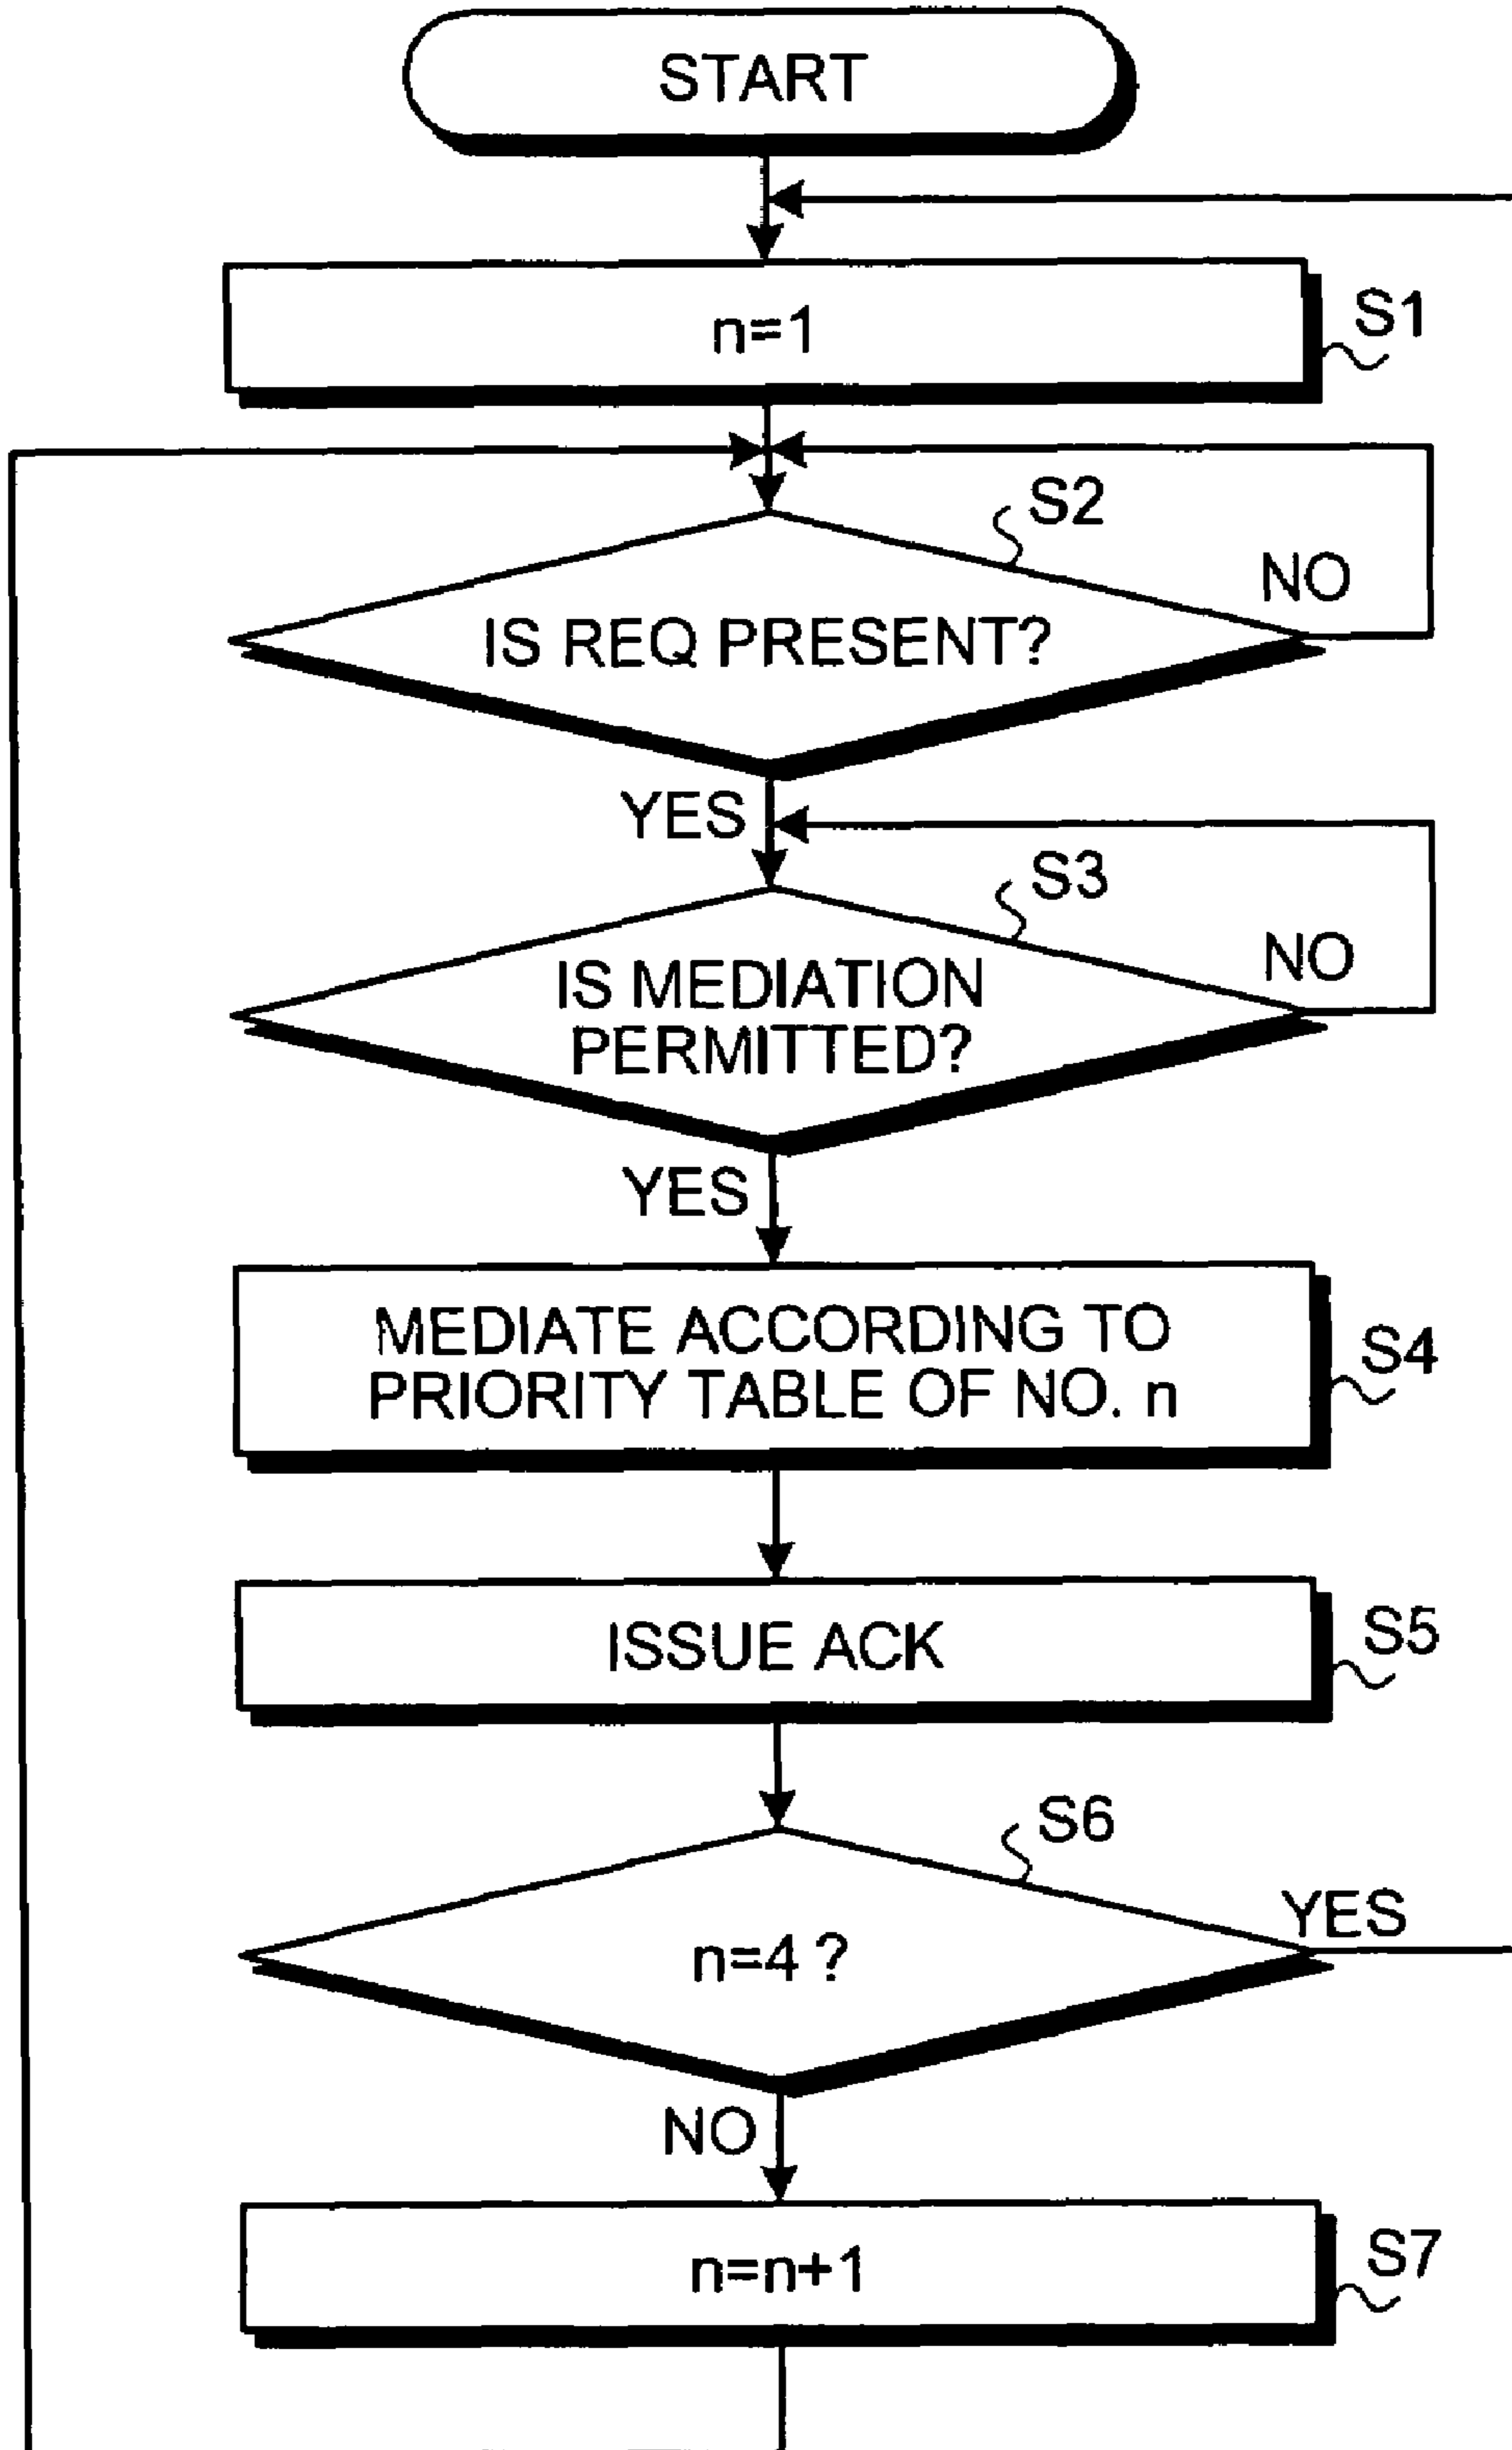 START
n=1
S1
S2
NO
IS REQ PRESENT?
YES
S3
NO
IS MEDIATION
PERMITTED?
YES
MEDIATE ACCORDING TO
PRIORITY TABLE OF NO. n
S4
ISSUE ACK
S5
S6
YES
n=4 ?
NO
n=n+1
S7